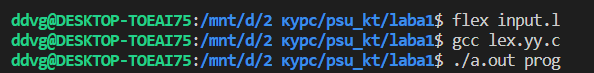 ddvg@DESKTOP-TOEAI75:/mnt/d/2 курс/psu_kt/laba1$ flex input.l
ddvg@DESKTOP-TOEAI75:/mnt/d/2 курс/psu_kt/laba1$ gcc lex.yy.c
ddvg@DESKTOP-TOEAI75:/mnt/d/2 курс/psu_kt/laba1$ ./a.out prog